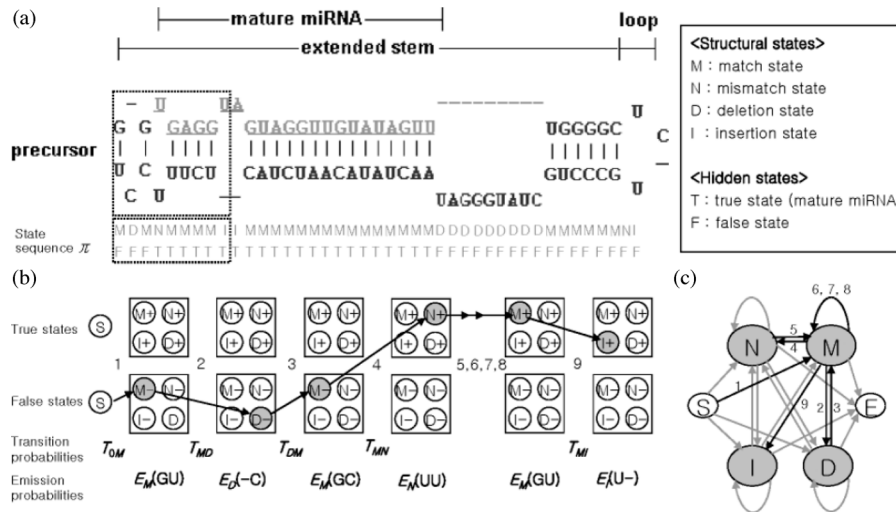 (a)
mature miRNA
loop
extended stem
<Structural states>
M : match state
N : mismatch state
D : deletion state
I : insertion state
<Hidden states>
T : true state (mature miRNA
F : false state
precursor
– U UA – – – – – – – – –
G G GAGG GUAGGUUGUAUAGUU UGGGGC U
C
U C UUCU CAUCUAACAUAUCAA GUCCCG –
C U — UAGGGUAUC U
State sequence π
M D M N M M M M I I M M M M M M M M M M M M M M M D D D D D D D D D M M M M M M N I
F F F T T T T T T T T T T T T T T T T T T T T T T F F F F F F F F F F F F F F F F F
(b)
True states
S
M+ N+ M+ N+ M+ N+ M+ N+ M+ N+ M+ N+
I+ D+ I+ D+ I+ D+ I+ D+ I+ D+ I+ D+
1 2 3 4 5,6,7,8 9
False states
S
M– N– M– N– M– N– M– N– M– N– M– N–
I– D I– D– I– D– I– D– I– D– I– D–
Transition probabilities
T0M TMD TDM TMN TMI
Emission probabilities
EM(GU) ED(-C) EM(GC) EN(UU) EM(GU) EI(U-)
(c)
6, 7, 8
N 5 M
4
1
S 9 2 3 E
I D